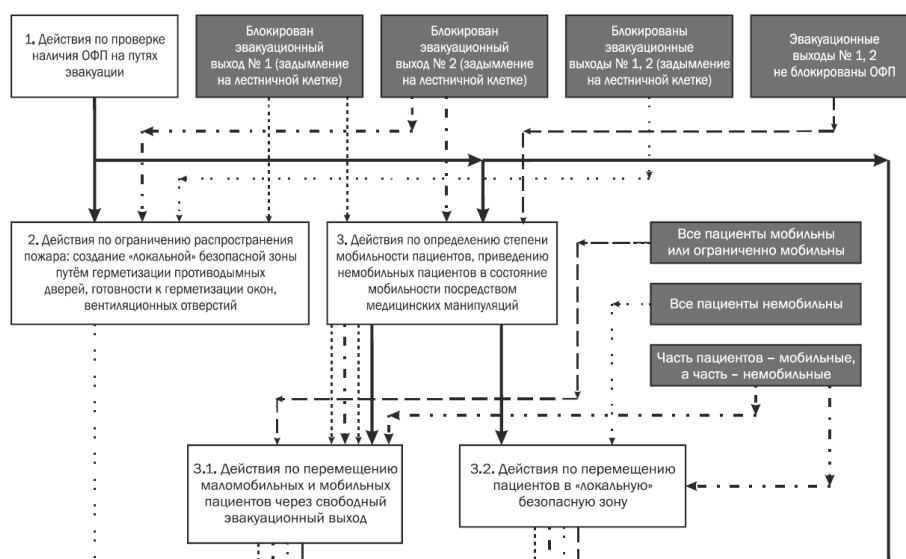 1. Действия по проверке
наличия ОФП на путях
эвакуации
Блокирован
эвакуационный
выход № 1 (задымление
на лестничной клетке)
Блокирован
эвакуационный
выход № 2 (задымление
на лестничной клетке)
Блокированы
эвакуационные
выходы № 1, 2 (задымление
на лестничной клетке)
Эвакуационные
выходы № 1, 2
не блокированы ОФП
2. Действия по ограничению распространения
пожара: создание «локальной» безопасной зоны
путём герметизации противодымных
дверей, готовности к герметизации окон,
вентиляционных отверстий
3. Действия по определению степени
мобильности пациентов, приведению
немобильных пациентов в состояние
мобильности посредством
медицинских манипуляций
Все пациенты мобильны
или ограниченно мобильны
Все пациенты немобильны
Часть пациентов – мобильные,
а часть – немобильные
3.1. Действия по перемещению
маломобильных и мобильных
пациентов через свободный
эвакуационный выход
3.2. Действия по перемещению
пациентов в «локальную»
безопасную зону